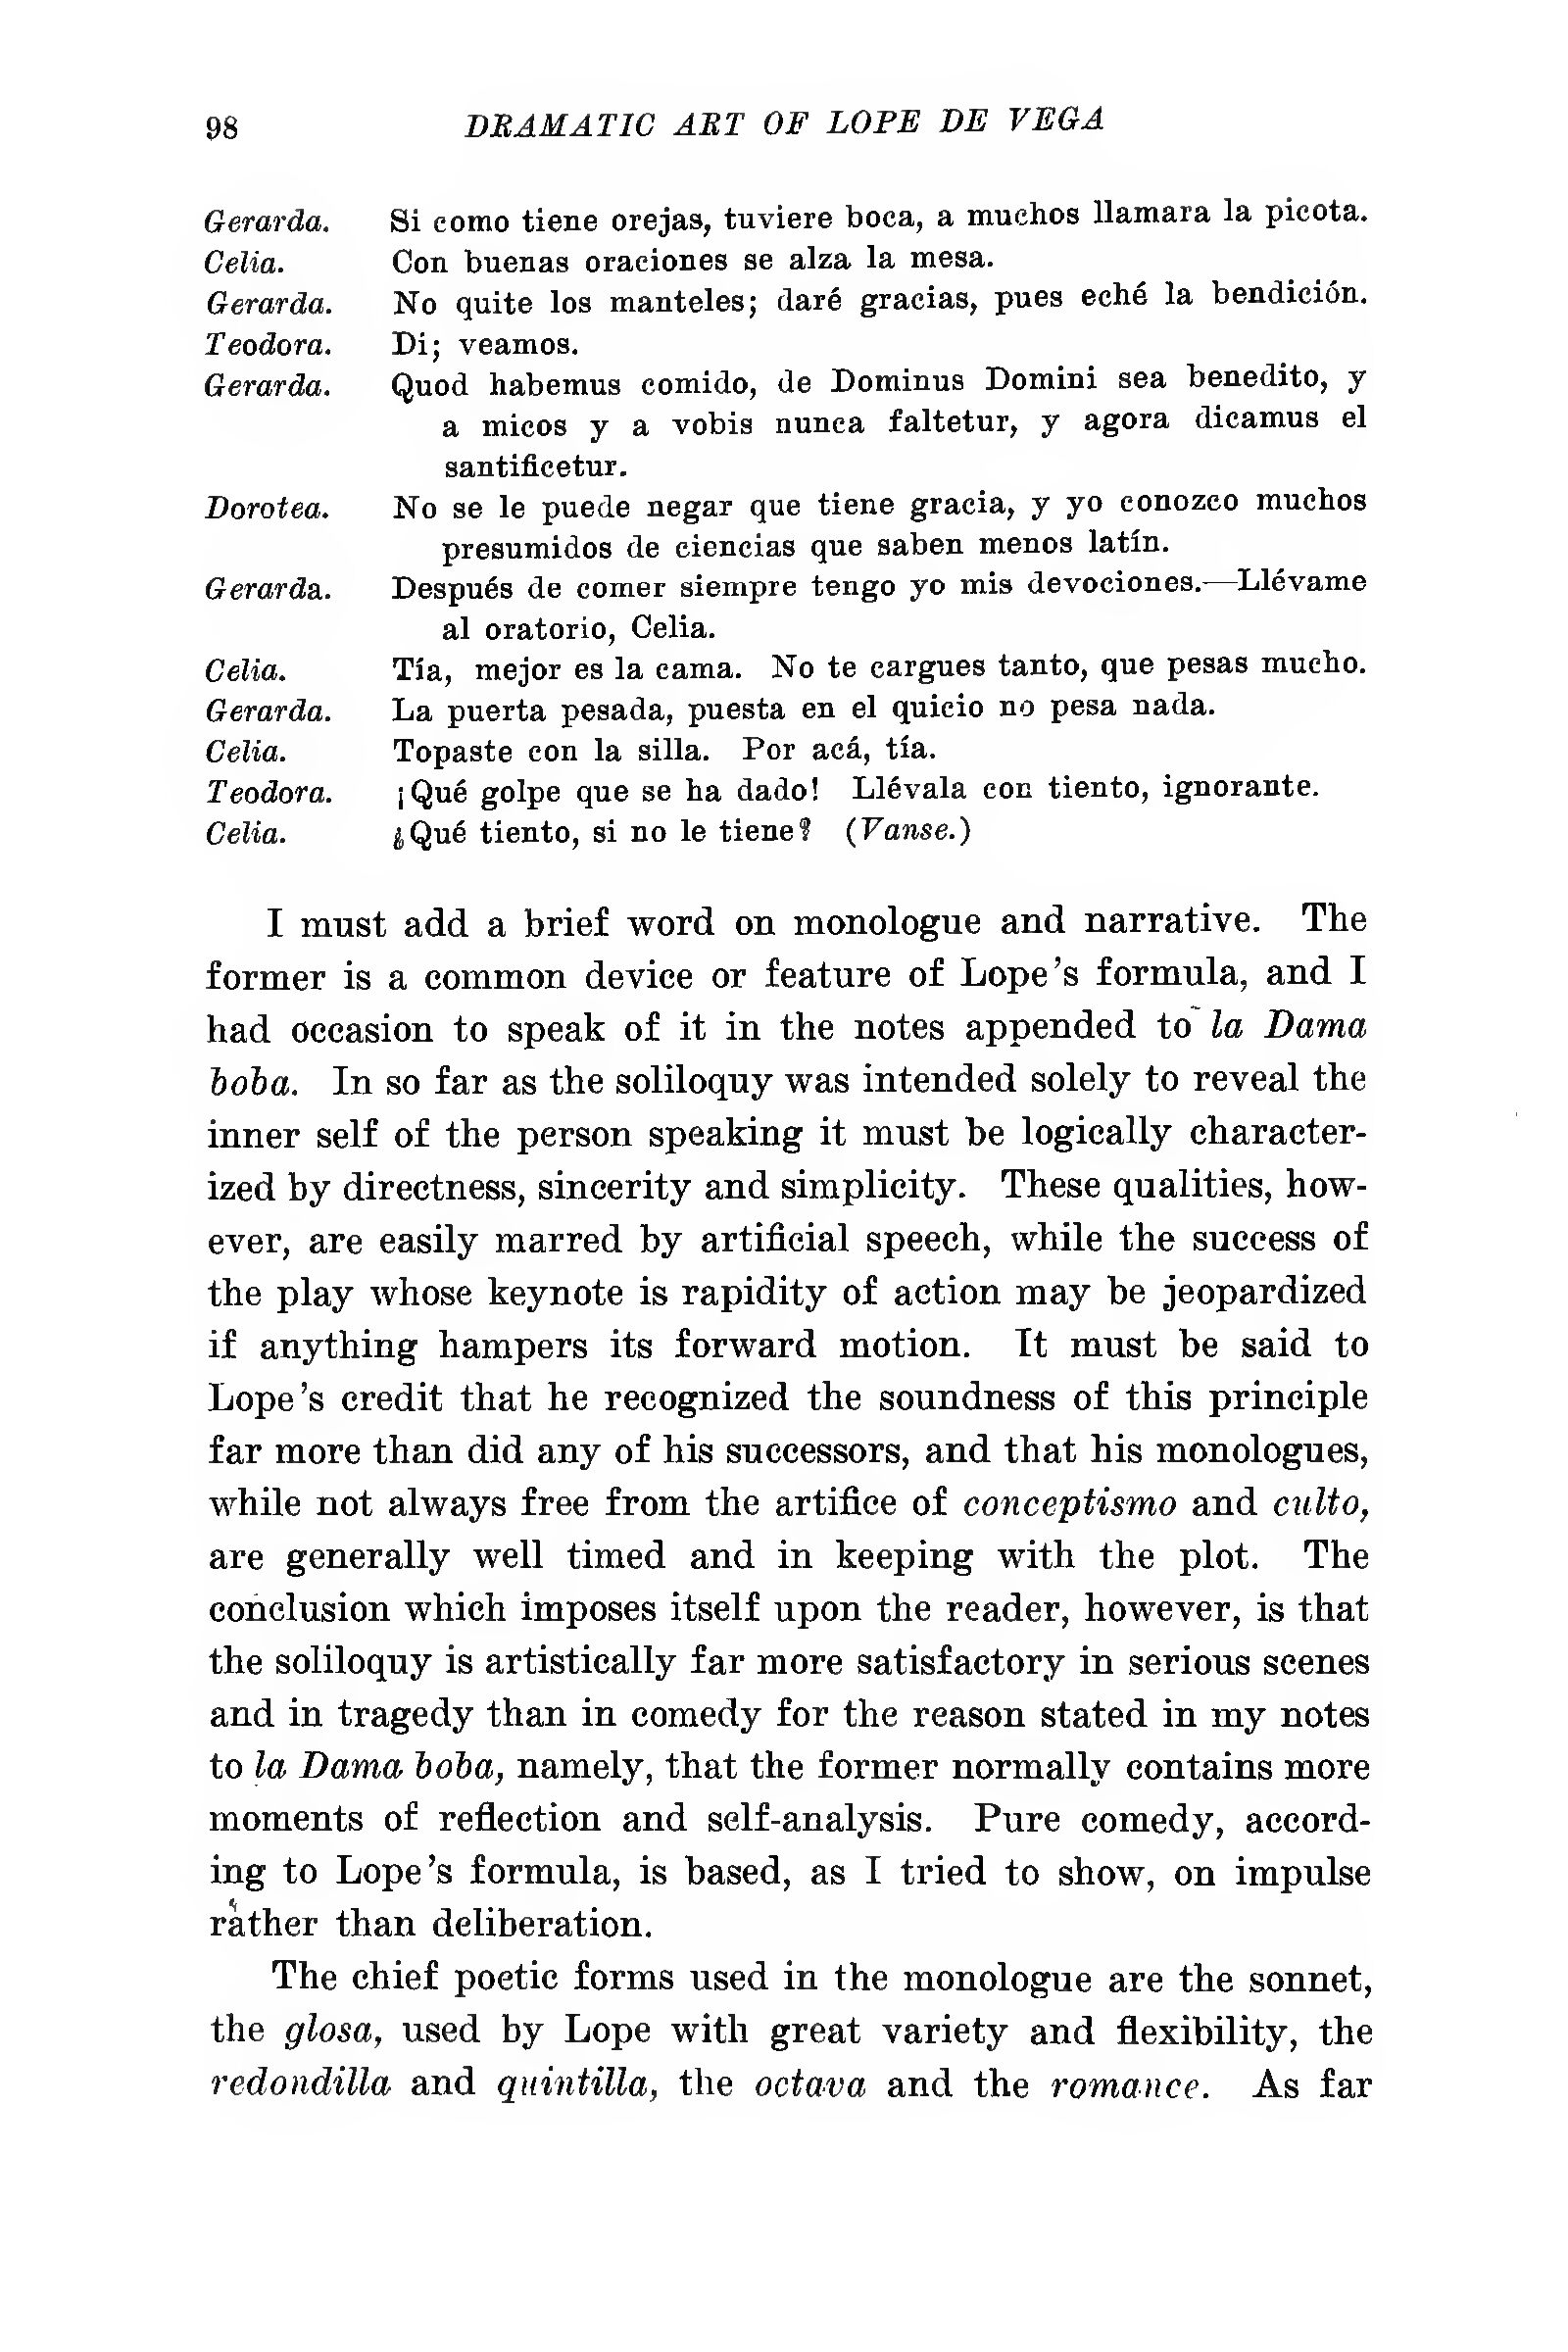 98 DRAMATIC ART OF LOPE DE VEGA
Gerarda. Si como tiene orejas, tuviere boca, a muchos llamara la picota.
Celia. Con buenas oraciones se alza la mesa.
Gerarda. No quite los manteles; daré gracias, pues eché la bendición.
Teodora. Di; veamos.
Gerarda. Quod habemus comido, de Dominus Domini sea benedito, y
a micos y a vobis nunca faltetur, y agora dicamus el
santificetur.
Dorotea. No se le puede negar que tiene gracia, y yo conozco muchos
presumidos de ciencias que saben menos latín.
Gerarda. Después de comer siempre tengo yo mis devociones.—Llévame
al oratorio, Celia.
Celia. Tía, mejor es la cama. No te cargues tanto, que pesas mucho.
Gerarda. La puerta pesada, puesta en el quicio no pesa nada.
Celia. Topaste con la silla. Por acá, tía.
Teodora. ¡Qué golpe que se ha dado! Llévala con tiento, ignorante.
Celia. ¿Qué tiento, si no le tiene? (Vanse.)
I must add a brief word on monologue and narrative. The
former is a common device or feature of Lope's formula, and I
had occasion to speak of it in the notes appended to la Dama
boba. In so far as the soliloquy was intended solely to reveal the
inner self of the person speaking it must be logically character-
ized by directness, sincerity and simplicity. These qualities, how-
ever, are easily marred by artificial speech, while the success of
the play whose keynote is rapidity of action may be jeopardized
if anything hampers its forward motion. It must be said to
Lope's credit that he recognized the soundness of this principle
far more than did any of his successors, and that his monologues,
while not always free from the artifice of conceptismo and culto,
are generally well timed and in keeping with the plot. The
conclusion which imposes itself upon the reader, however, is that
the soliloquy is artistically far more satisfactory in serious scenes
and in tragedy than in comedy for the reason stated in my notes
to la Dama boba, namely, that the former normally contains more
moments of reflection and self-analysis. Pure comedy, accord-
ing to Lope's formula, is based, as I tried to show, on impulse
rather than deliberation.
The chief poetic forms used in the monologue are the sonnet,
the glosa, used by Lope with great variety and flexibility, the
redondilla and quintilla, the octava and the romance. As far